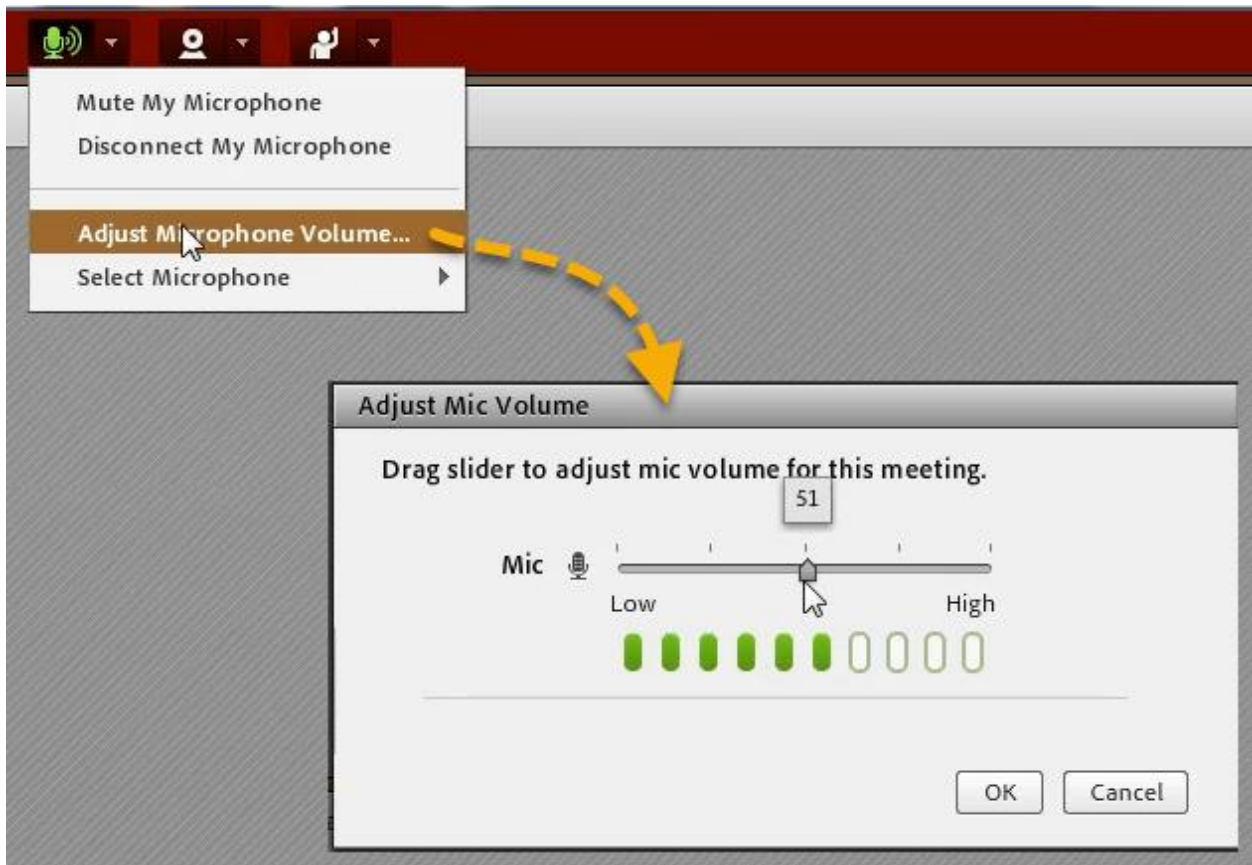 Mute My Microphone
Disconnect My Microphone
Adjust Microphone Volume...
Select Microphone
Adjust Mic Volume
Drag slider to adjust mic volume for this meeting.
51
Mic
Low High
OK Cancel